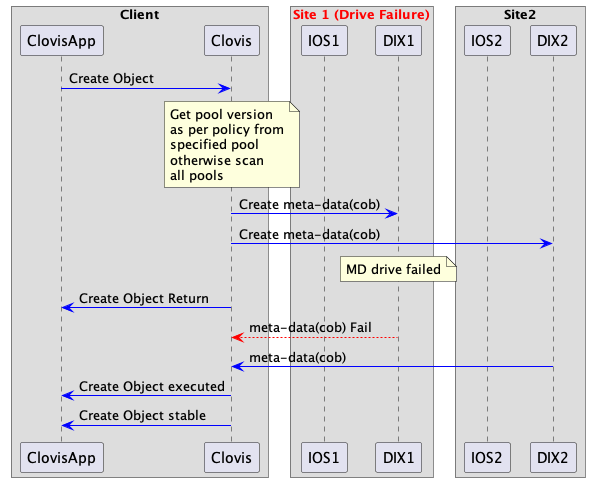 Client
Site 1 (Drive Failure)
Site2
ClovisApp
Clovis
IOS1
DIX1
IOS2
DIX2
Create Object
Get pool version
as per policy from
specified pool
otherwise scan
all pools
Create meta-data(cob)
Create meta-data(cob)
MD drive failed
Create Object Return
meta-data(cob) Fail
meta-data(cob)
Create Object executed
Create Object stable
ClovisApp
Clovis
IOS1
DIX1
IOS2
DIX2